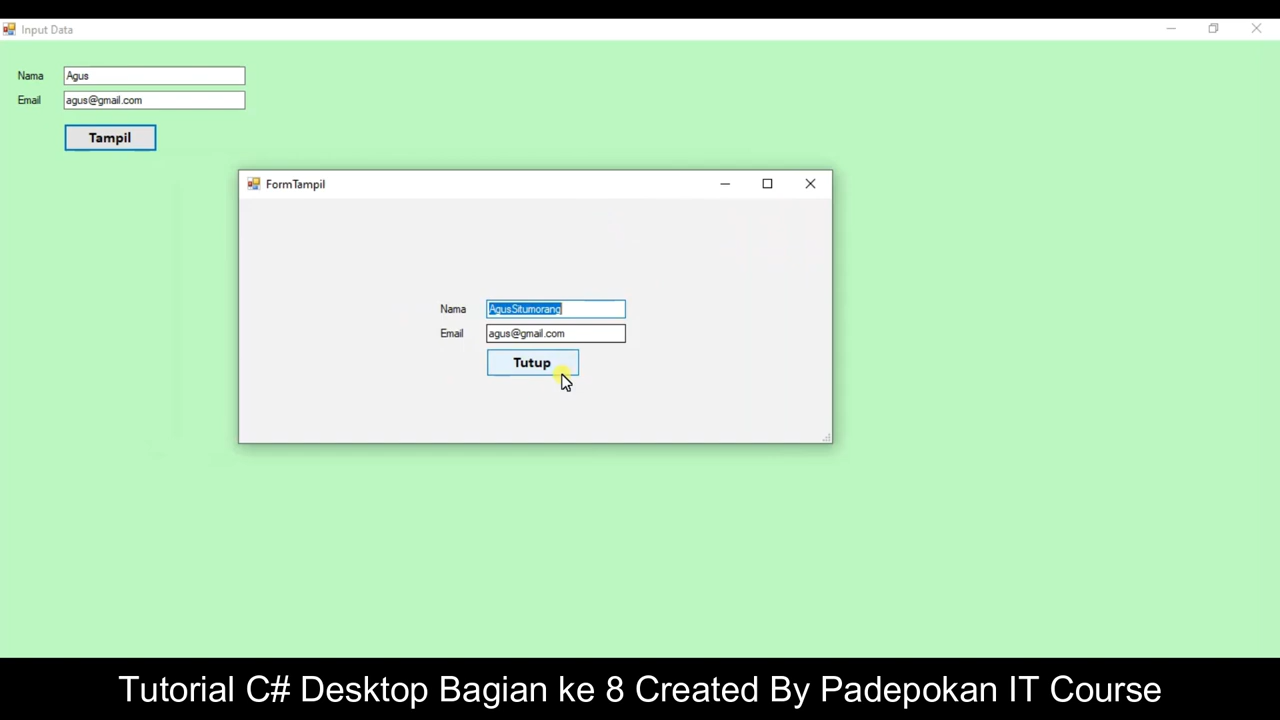 Input Data
Nama Agus
Email agus@gmail.com
Tampil
FormTampil
Nama AgusSitumorang
Email agus@gmail.com
Tutup
Tutorial C# Desktop Bagian ke 8 Created By Padepokan IT Course